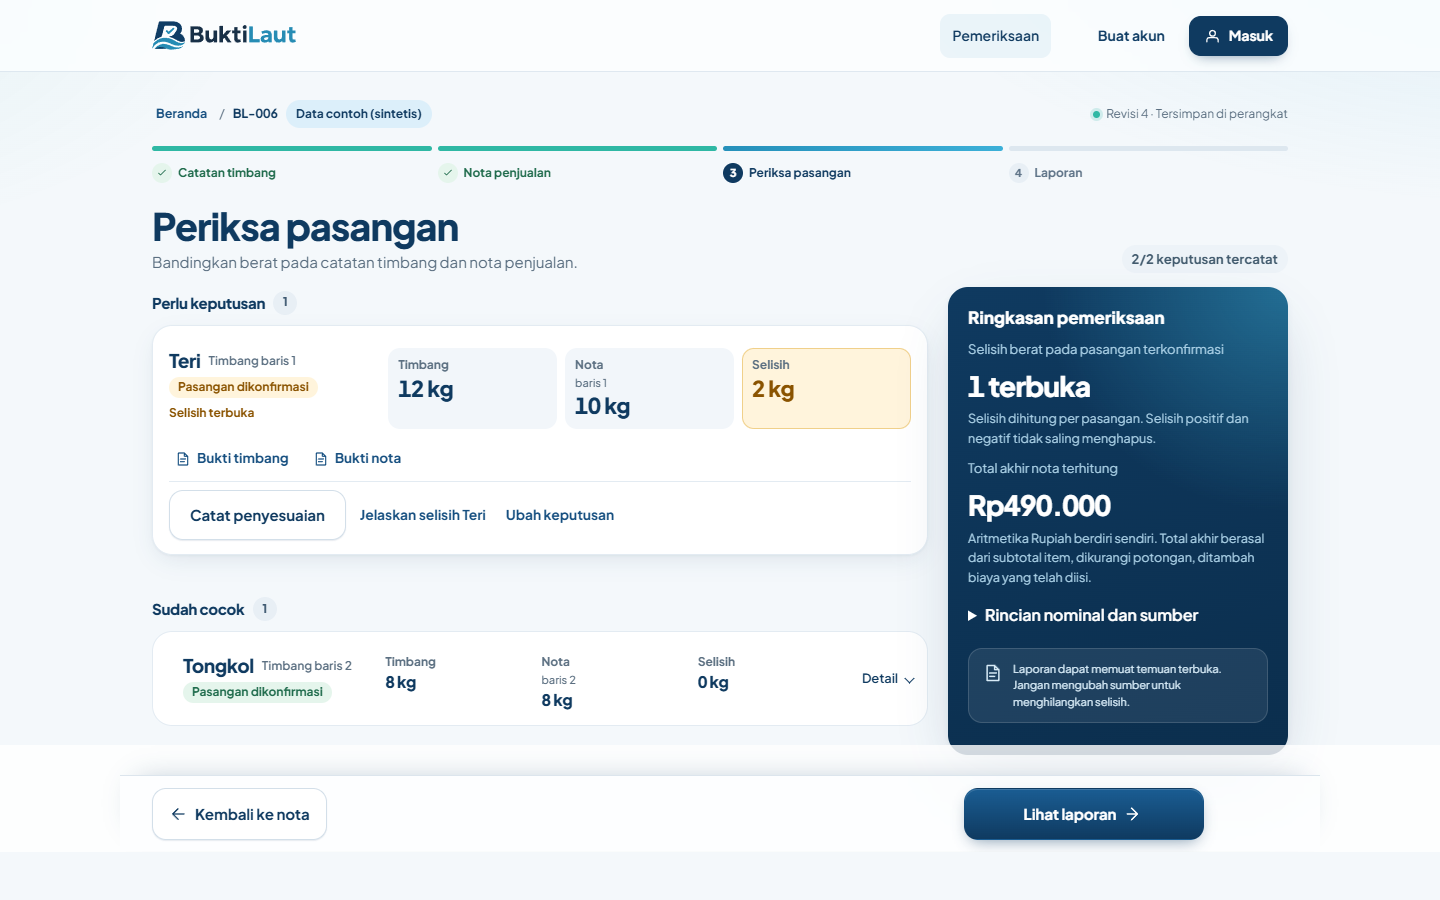 BuktiLaut
Pemeriksaan
Buat akun
Masuk
Beranda / BL-006 Data contoh (sintetis)
Revisi 4 · Tersimpan di perangkat
Catatan timbang
Nota penjualan
3 Periksa pasangan
4 Laporan
Periksa pasangan
Bandingkan berat pada catatan timbang dan nota penjualan.
2/2 keputusan tercatat
Perlu keputusan 1
Teri Timbang baris 1
Pasangan dikonfirmasi
Selisih terbuka
Timbang
12 kg
Nota
baris 1
10 kg
Selisih
2 kg
Bukti timbang
Bukti nota
Catat penyesuaian
Jelaskan selisih Teri
Ubah keputusan
Sudah cocok 1
Tongkol Timbang baris 2
Pasangan dikonfirmasi
Timbang
8 kg
Nota
baris 2
8 kg
Selisih
0 kg
Detail
Ringkasan pemeriksaan
Selisih berat pada pasangan terkonfirmasi
1 terbuka
Selisih dihitung per pasangan. Selisih positif dan
negatif tidak saling menghapus.
Total akhir nota terhitung
Rp490.000
Aritmetika Rupiah berdiri sendiri. Total akhir berasal
dari subtotal item, dikurangi potongan, ditambah
biaya yang telah diisi.
Rincian nominal dan sumber
Laporan dapat memuat temuan terbuka.
Jangan mengubah sumber untuk
menghilangkan selisih.
Kembali ke nota
Lihat laporan